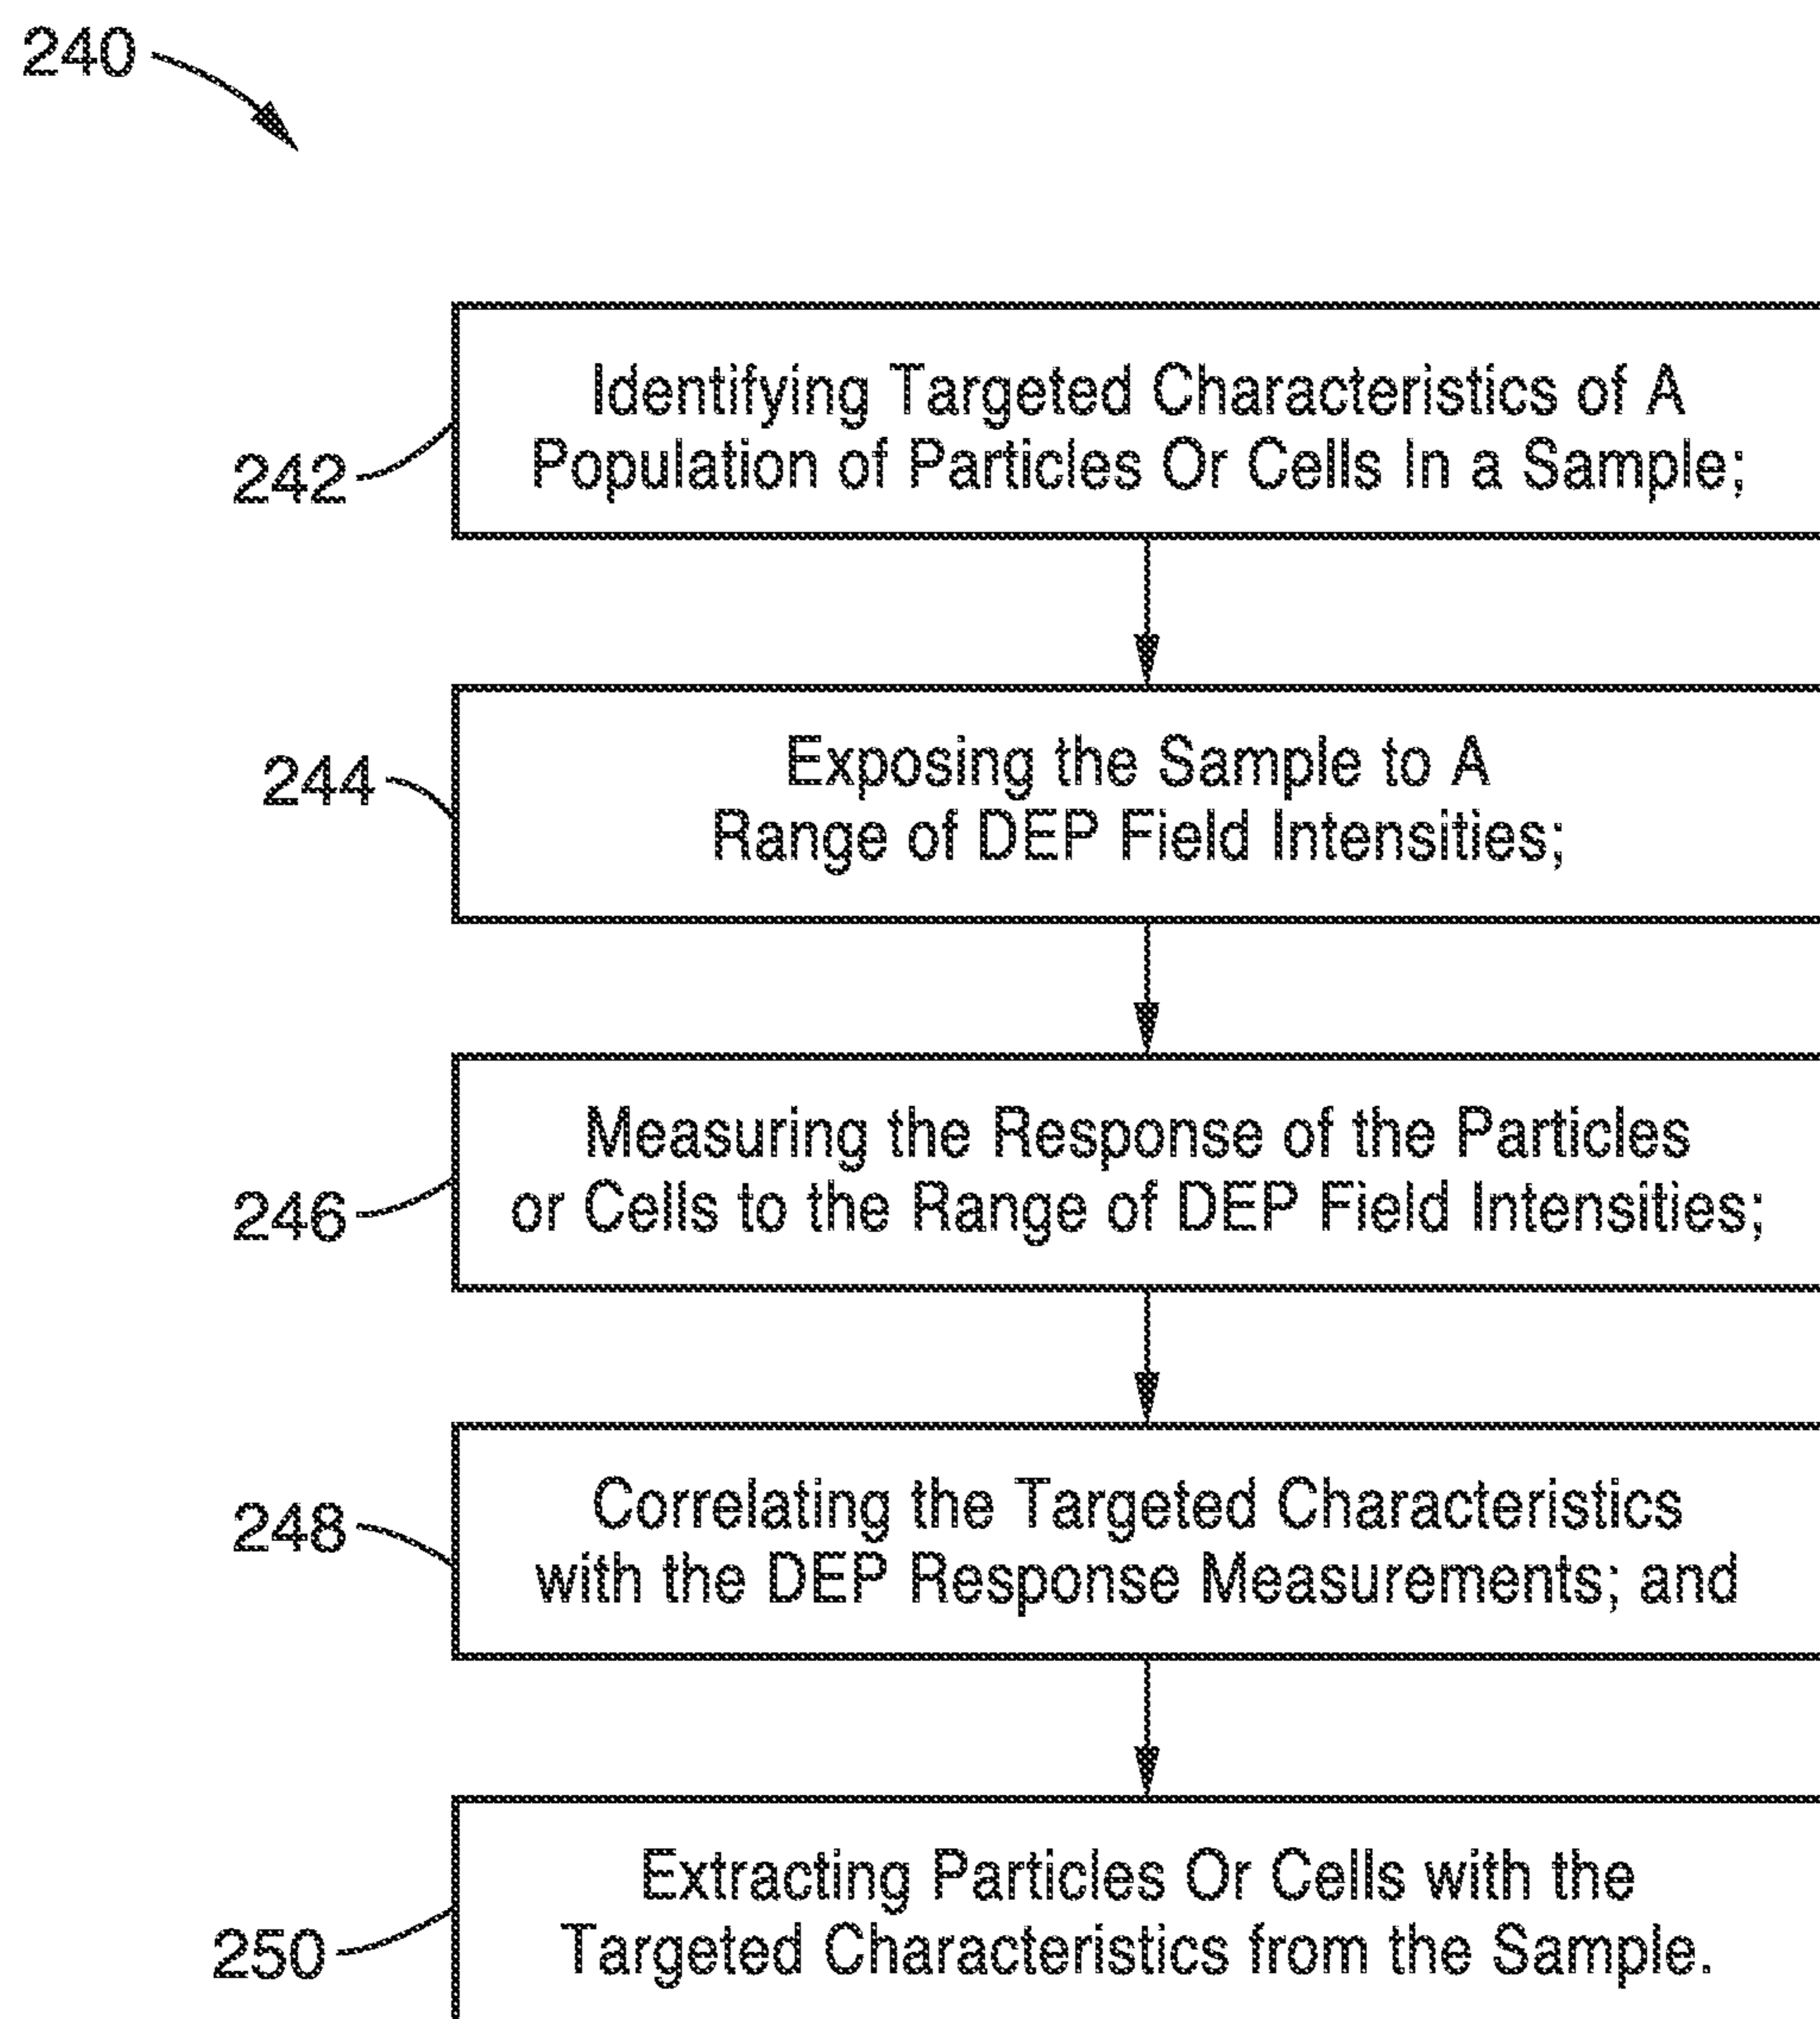 240
Identifying Targeted Characteristics of A
Population of Particles Or Cells In a Sample;
242
Exposing the Sample to A
244
Range of DEP Field Intensities;
Measuring the Response of the Particles
or Cells to the Range of DEP Field Intensities;
246
Correlating the Targeted Characteristics
248
with the DEP Response Measurements; and
Extracting Particles Or Cells with the
Targeted Characteristics from the Sample.
250